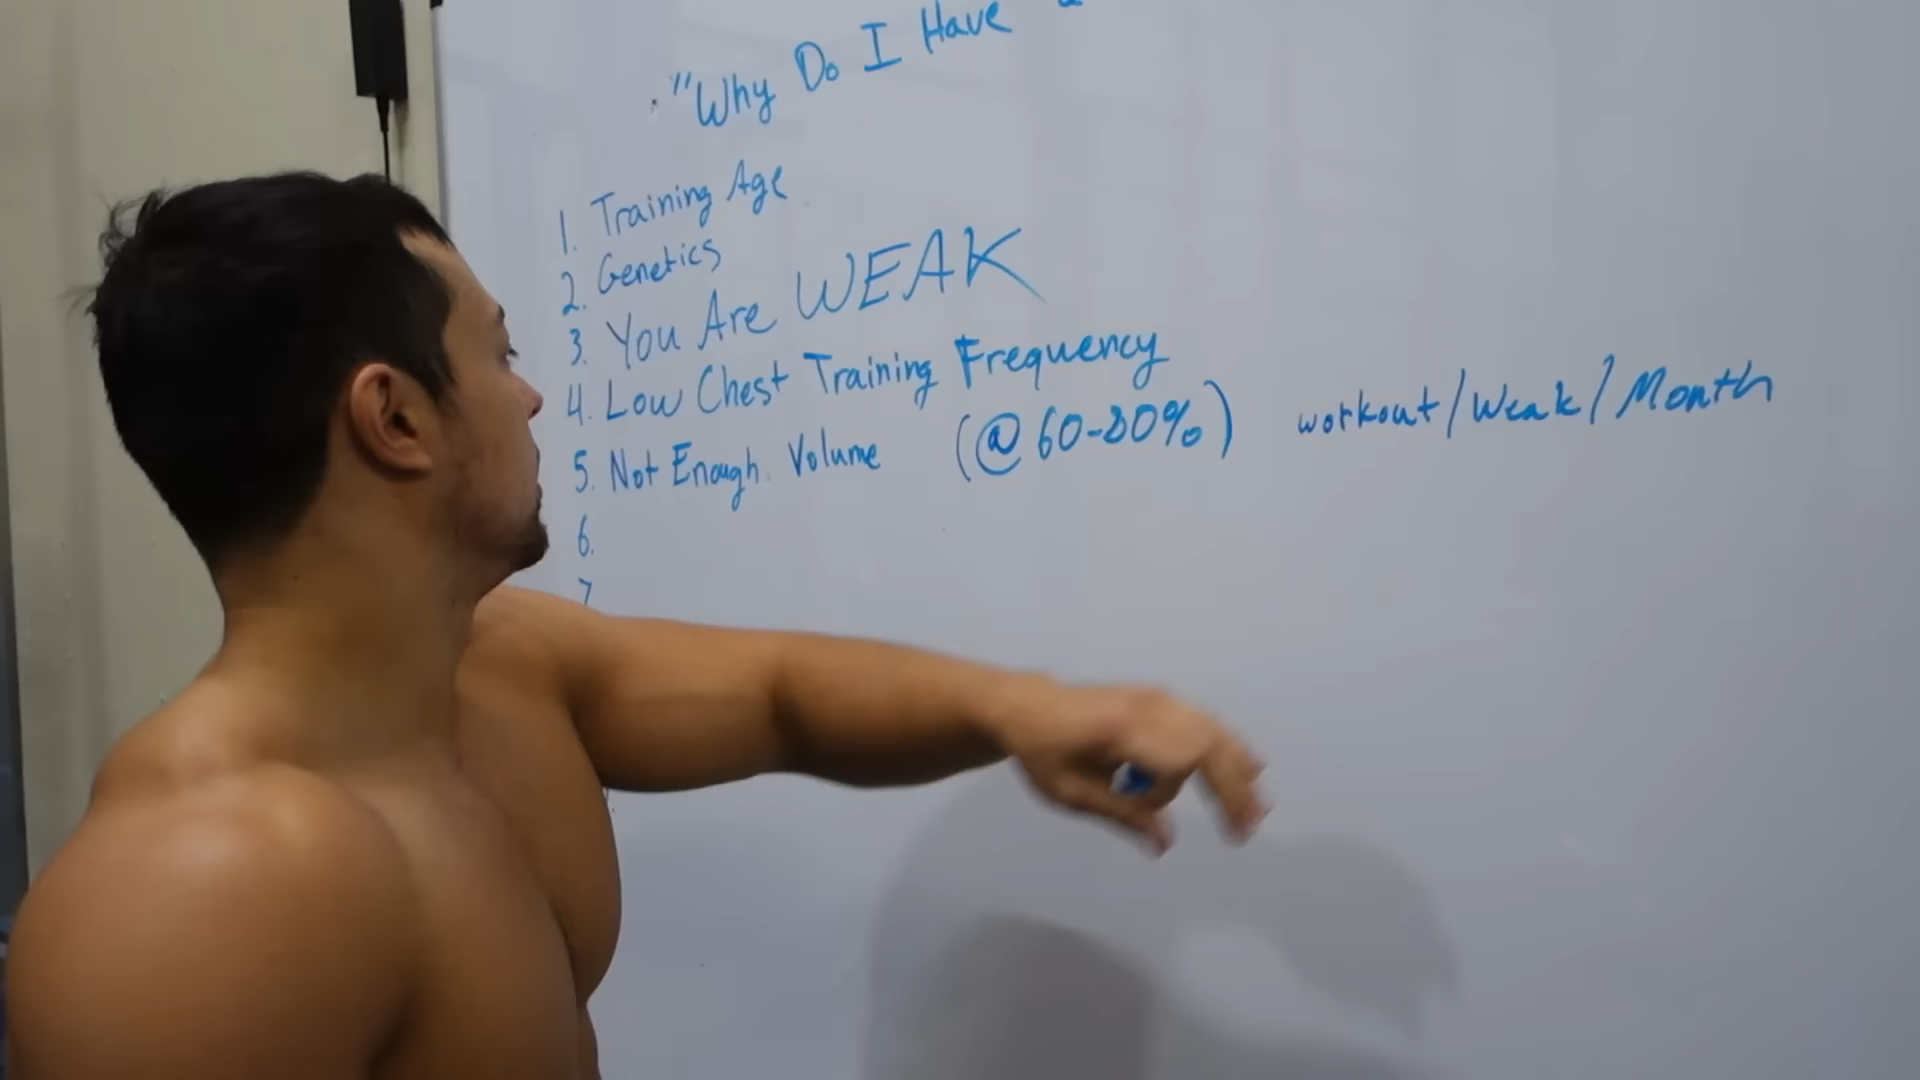 "Why Do I Have
1. Training Age
2. Genetics
3. You Are WEAK
4. Low Chest Training Frequency
5. Not Enough Volume (@ 60-80%) workout/Weak/Month
6.
7